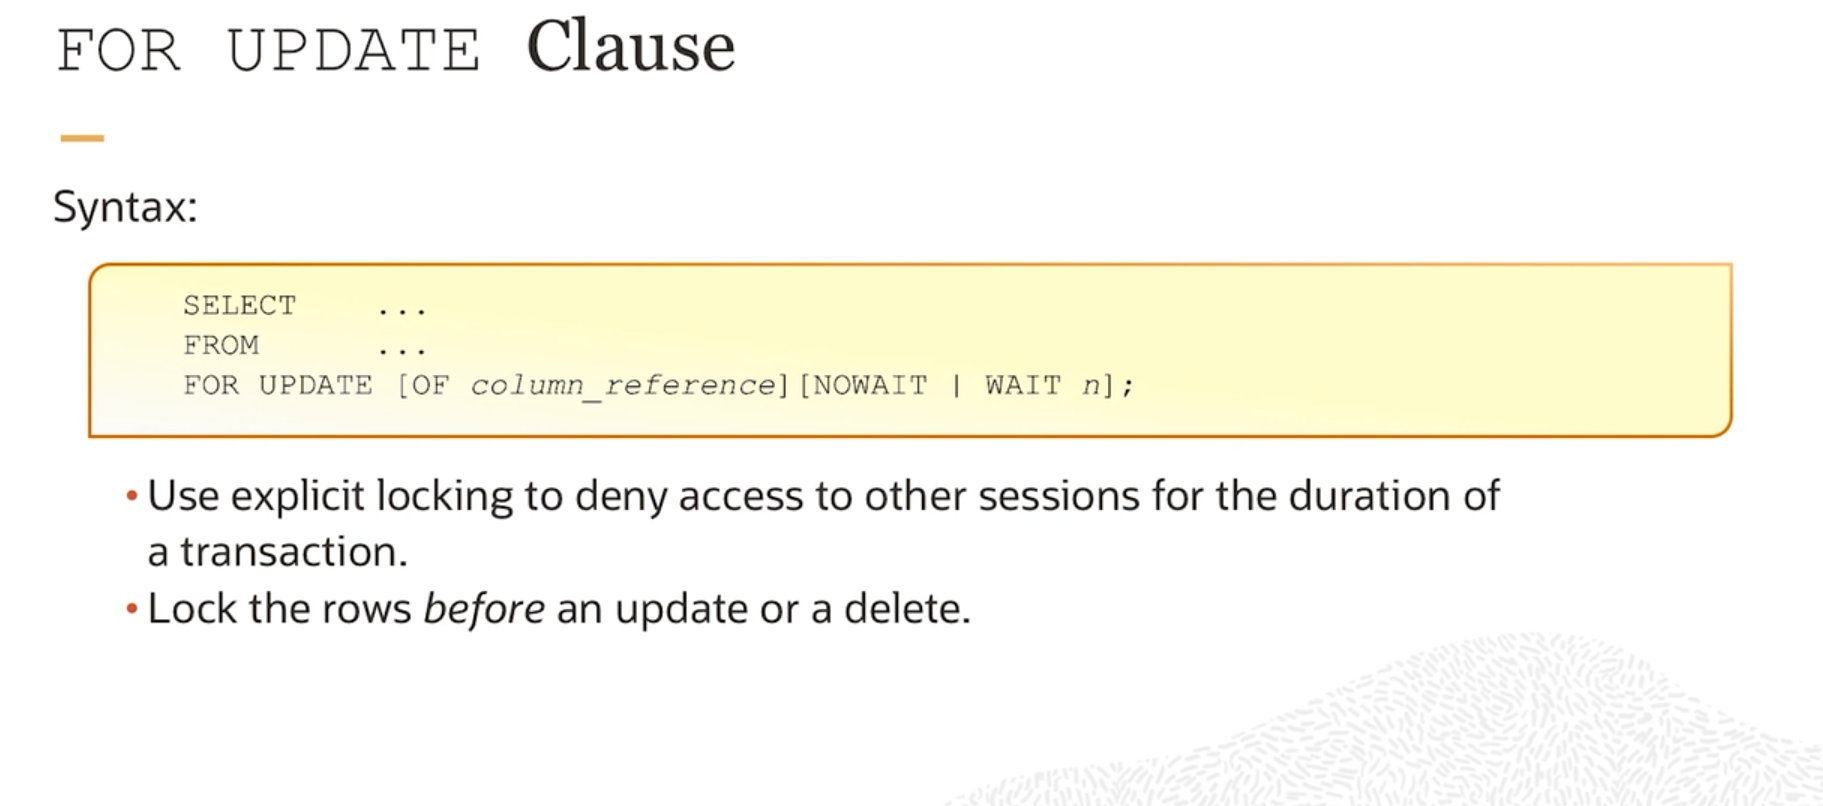 FOR UPDATE Clause
Syntax:
SELECT ...
FROM ...
FOR UPDATE [OF column_reference][NOWAIT | WAIT n];
• Use explicit locking to deny access to other sessions for the duration of
a transaction.
• Lock the rows before an update or a delete.